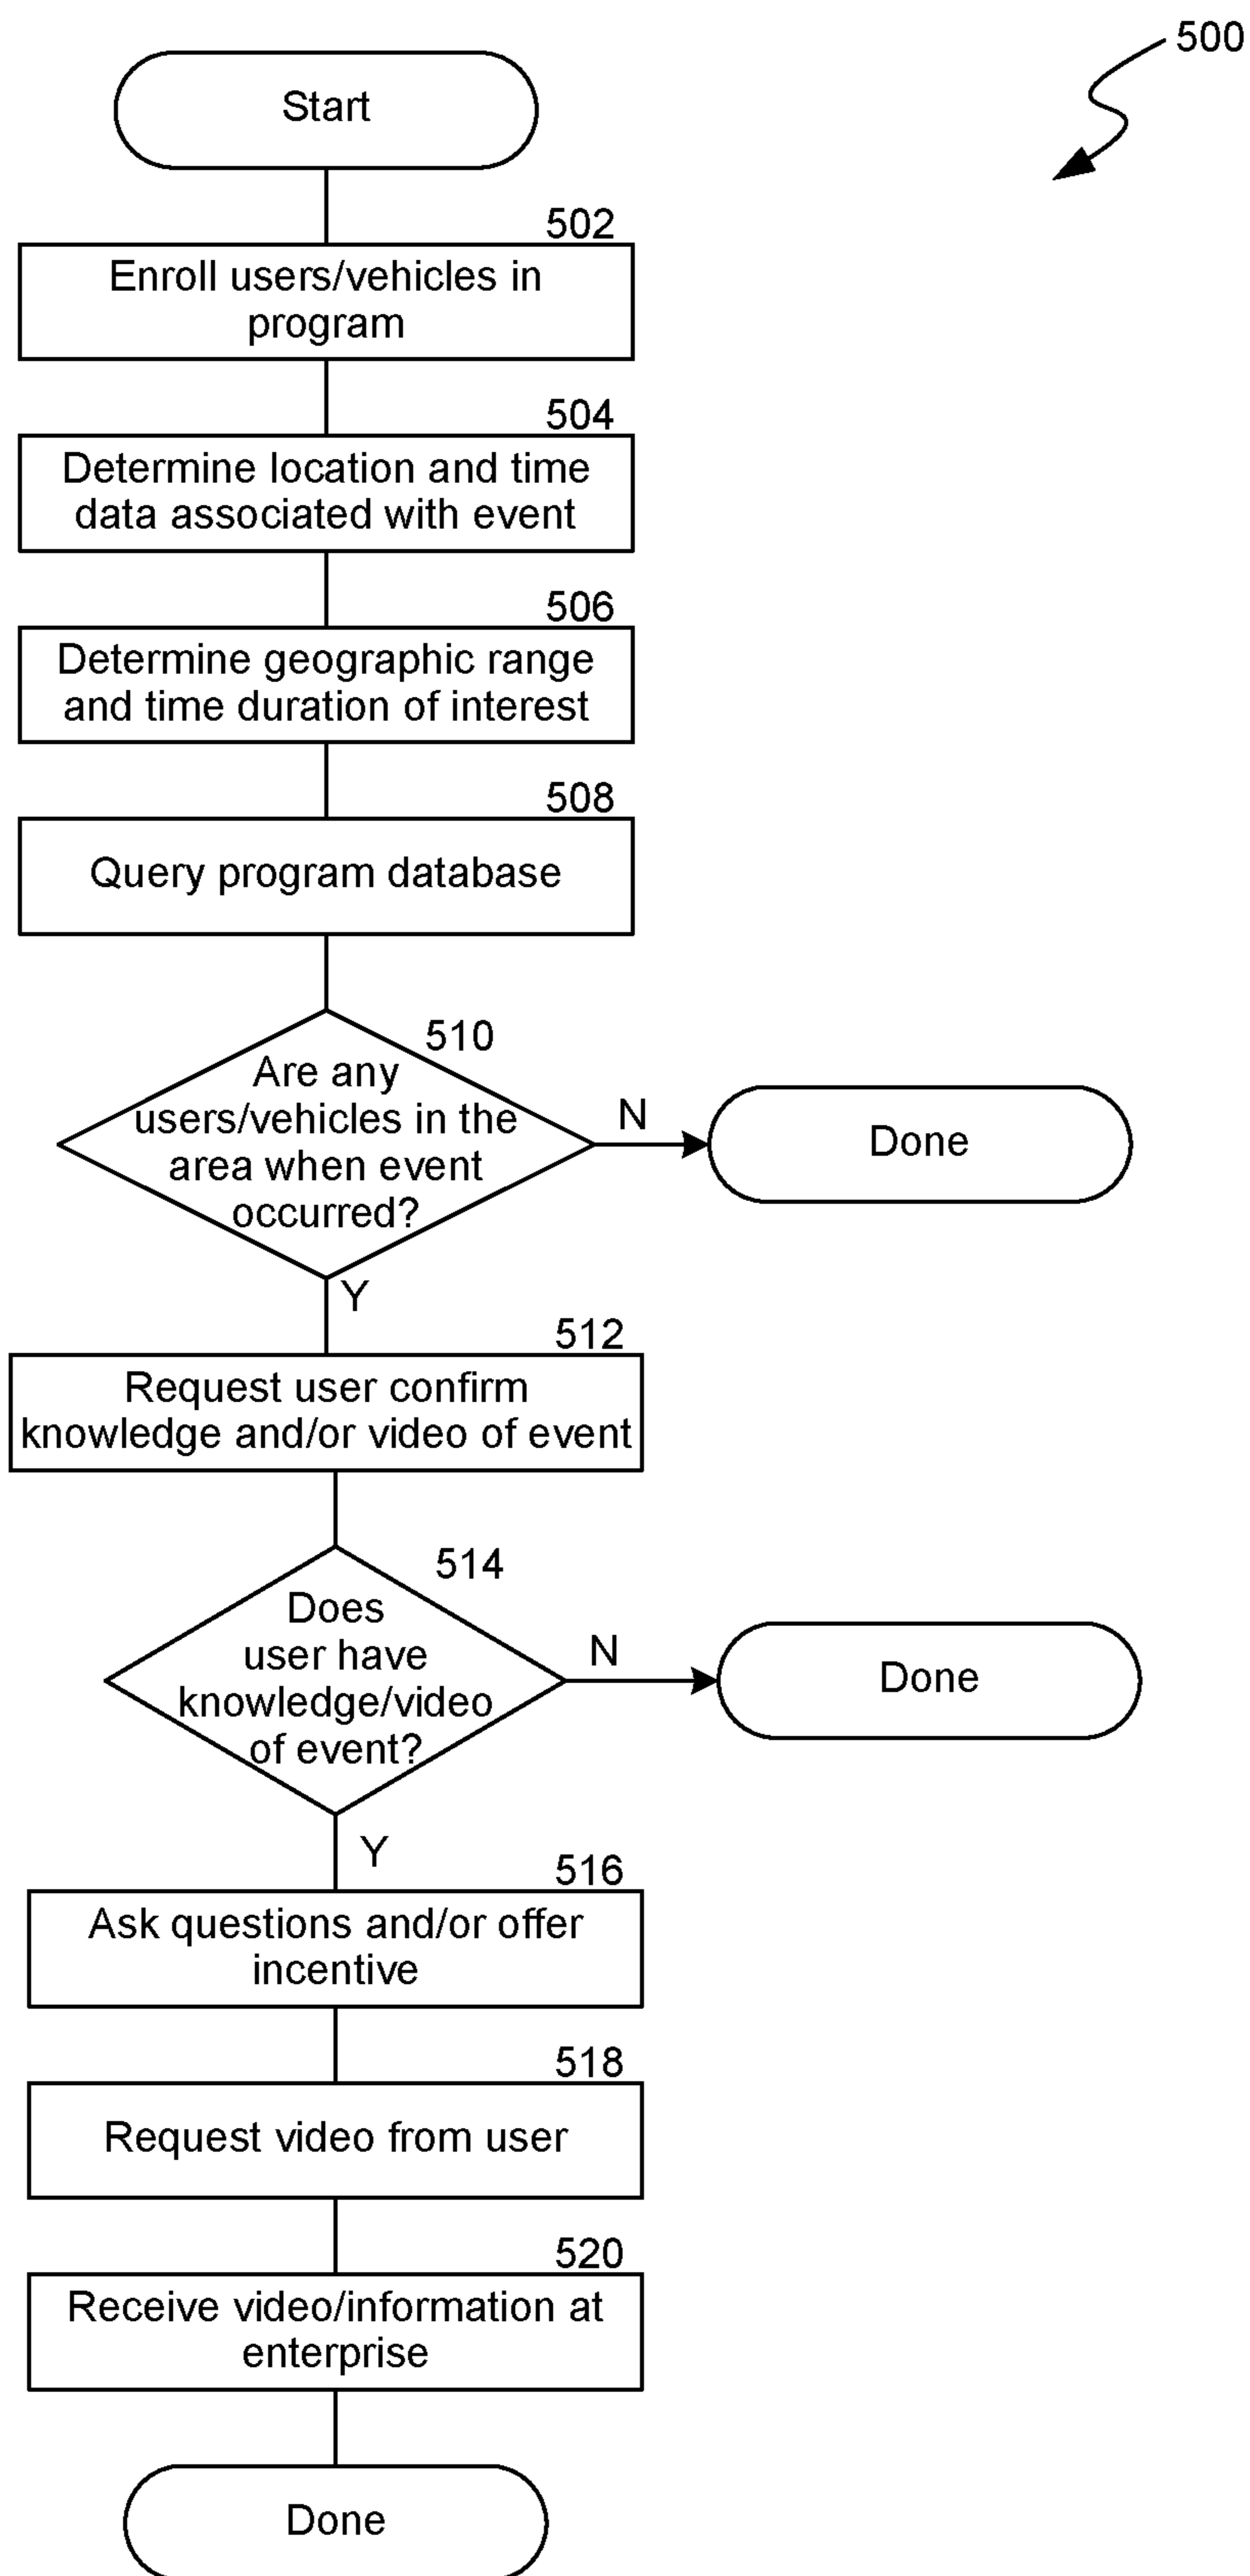 500
Start
502
Enroll users/vehicles in
program
504
Determine location and time
data associated with event
506
Determine geographic range
and time duration of interest
508
Query program database
510
Are any
users/vehicles in the
area when event
occurred?
N
Done
Y
512
Request user confirm
knowledge and/or video of event
514
Does
user have
knowledge/video
of event?
N
Done
Y
516
Ask questions and/or offer
incentive
518
Request video from user
520
Receive video/information at
enterprise
Done